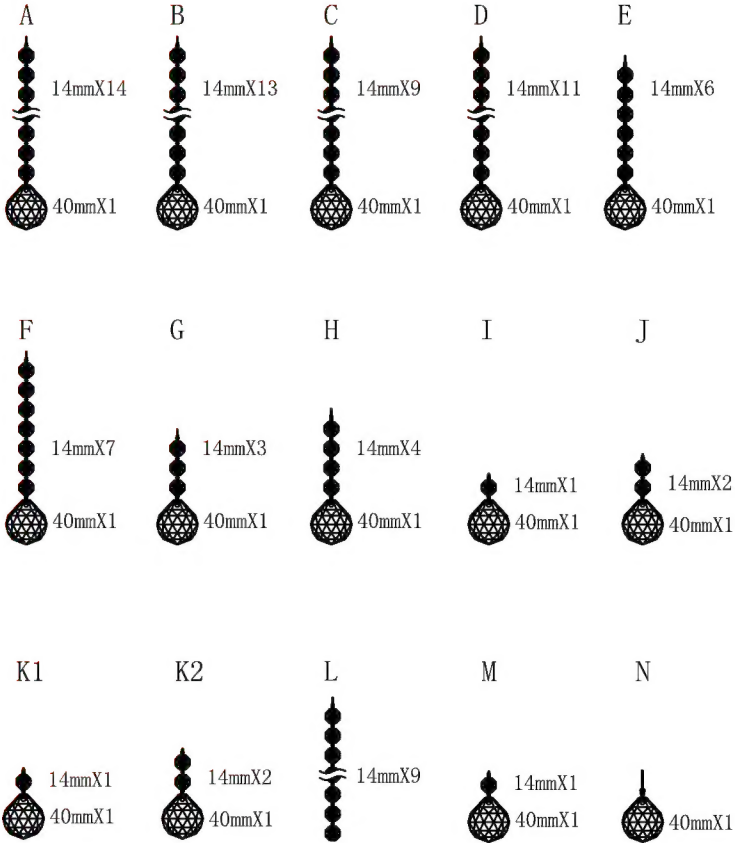 A B C D E
14mmX14 14mmX13 14mmX9 14mmX11 14mmX6
40mmX1 40mmX1 40mmX1 40mmX1 40mmX1
F G H I J
14mmX7 14mmX3 14mmX4 14mmX1 14mmX2
40mmX1 40mmX1 40mmX1 40mmX1 40mmX1
K1 K2 L M N
14mmX1 14mmX2 14mmX9 14mmX1
40mmX1 40mmX1 40mmX1 40mmX1